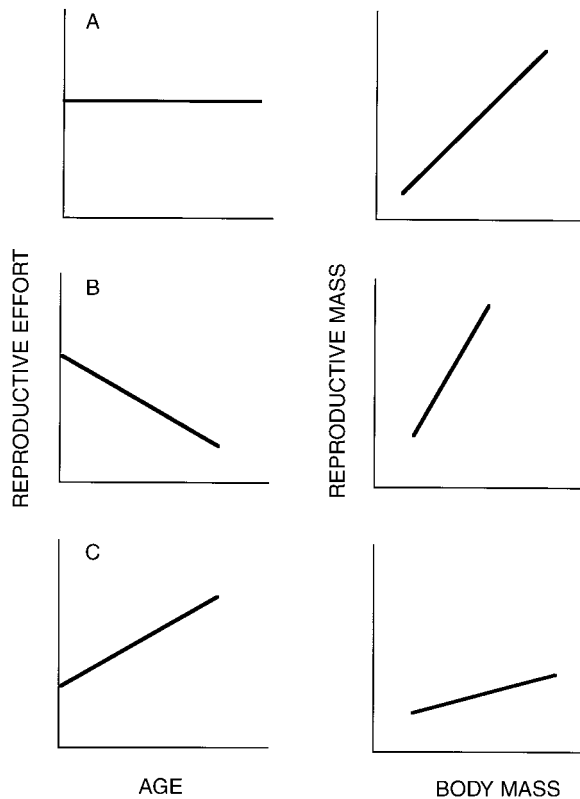 A
B
C
REPRODUCTIVE EFFORT
REPRODUCTIVE MASS
AGE
BODY MASS